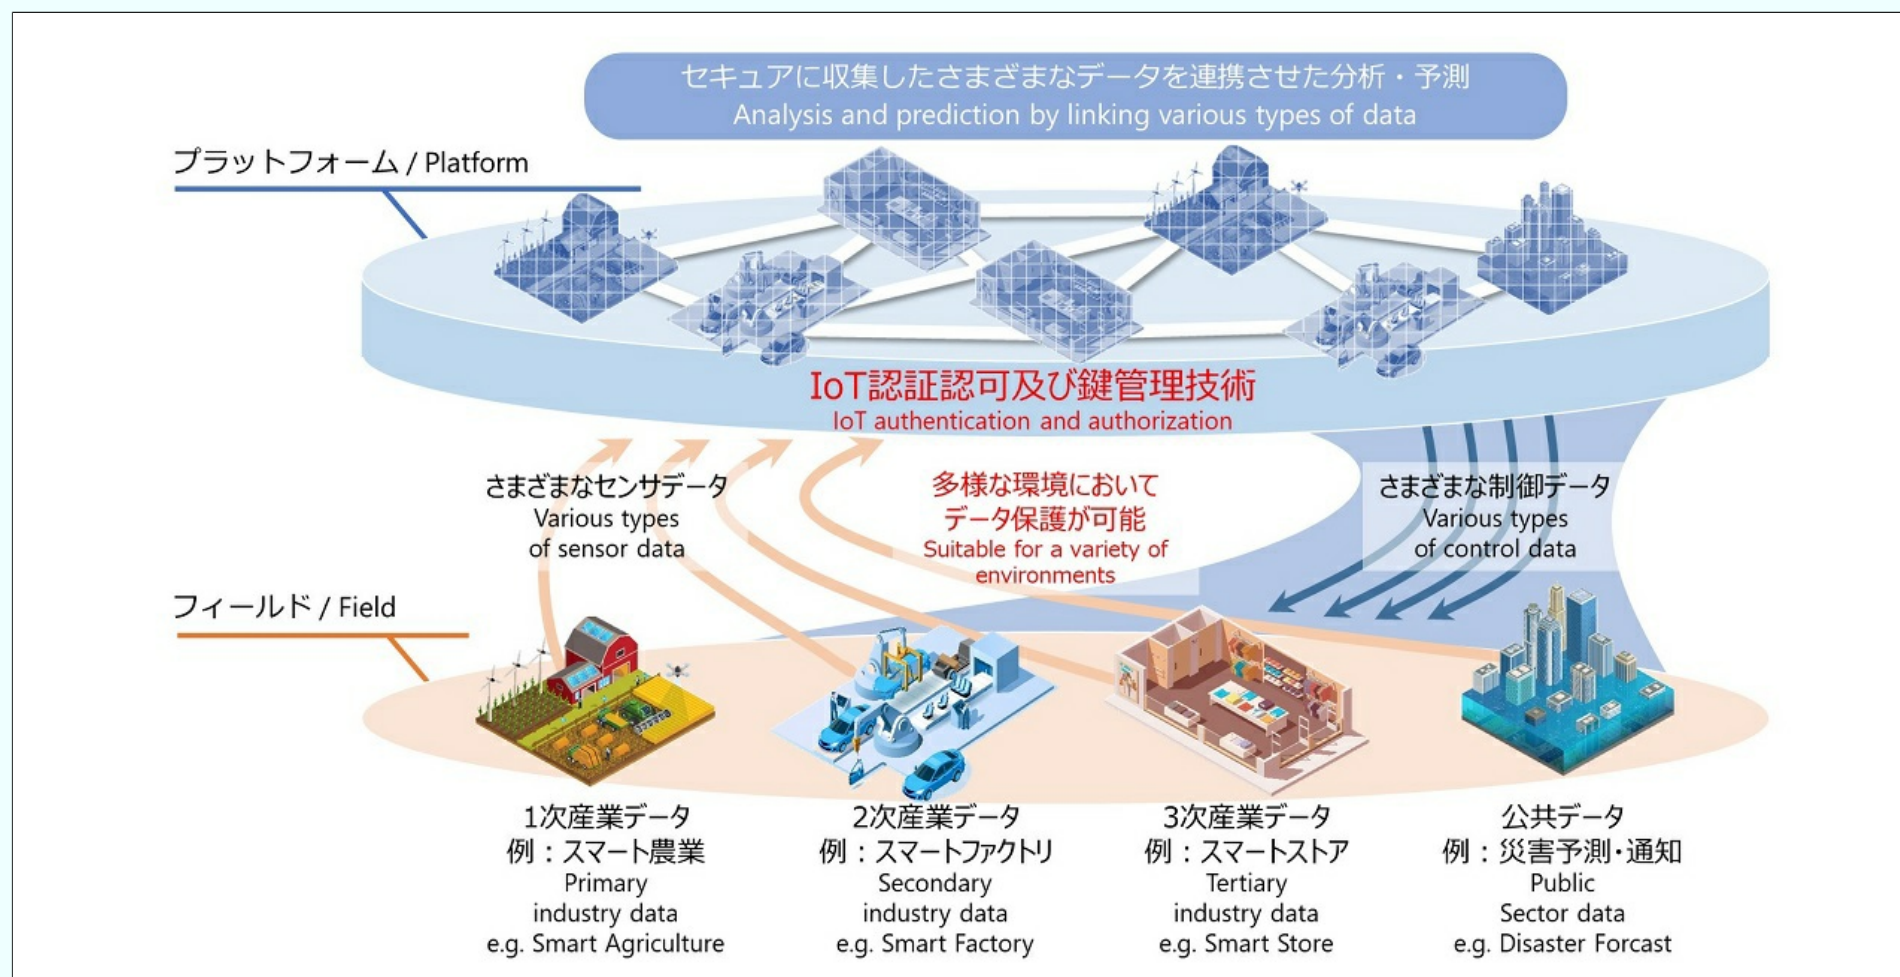 セキュアに収集したさまざまなデータを連携させた分析・予測
Analysis and prediction by linking various types of data
プラットフォーム / Platform
IoT認証認可及び鍵管理技術
IoT authentication and authorization
さまざまなセンサデータ
Various types
of sensor data
多様な環境において
データ保護が可能
Suitable for a variety of
environments
さまざまな制御データ
Various types
of control data
フィールド / Field
1次産業データ
例：スマート農業
Primary
industry data
e.g. Smart Agriculture
2次産業データ
例：スマートファクトリ
Secondary
industry data
e.g. Smart Factory
3次産業データ
例：スマートストア
Tertiary
industry data
e.g. Smart Store
公共データ
例：災害予測・通知
Public
Sector data
e.g. Disaster Forcast